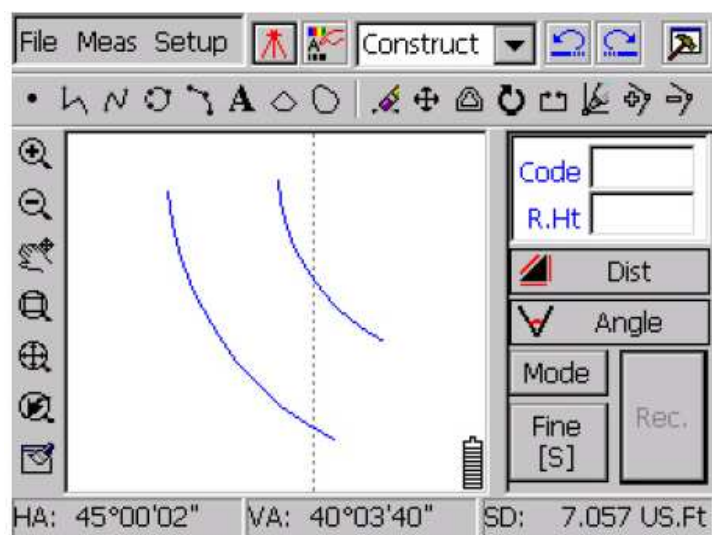 File Meas Setup Construct
A
Code
R.Ht
Dist
Angle
Mode
Fine
[S]
Rec.
HA: 45°00'02" VA: 40°03'40" SD: 7.057 US.Ft